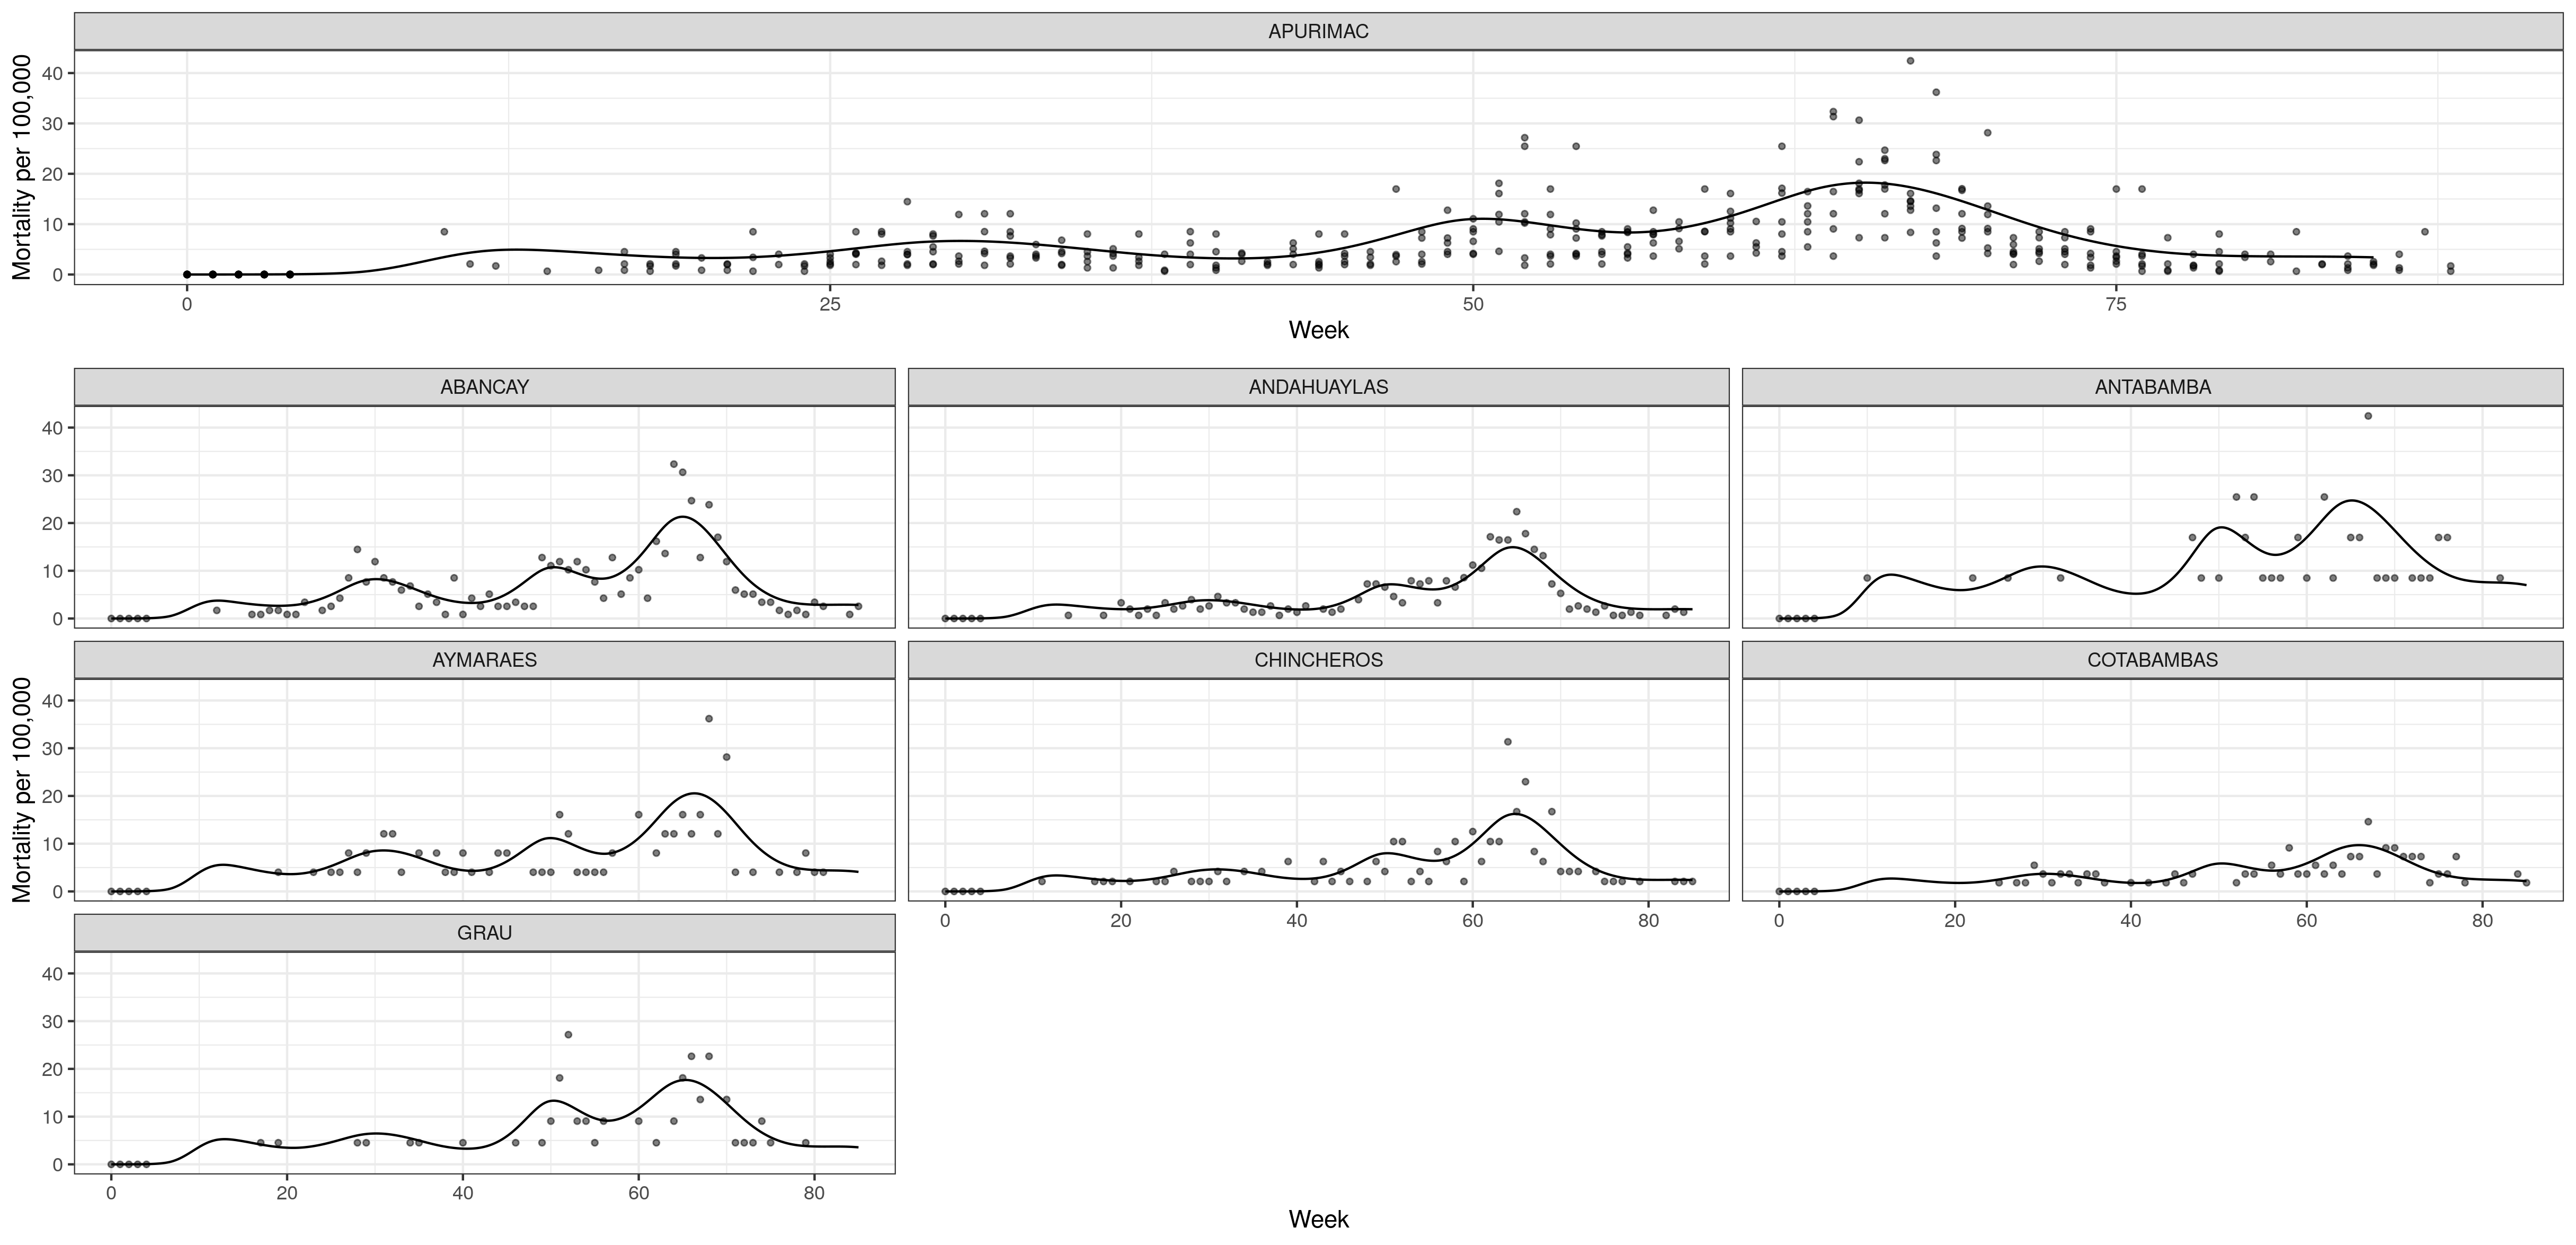 APURIMAC
Mortality per 100,000
40
30
20
10
0
0 25 50 75
Week
ABANCAY ANDAHUAYLAS ANTABAMBA
40
30
20
10
0
AYMARAES CHINCHEROS COTABAMBAS
Mortality per 100,000
40
30
20
10
0
0 20 40 60 80 0 20 40 60 80
GRAU
40
30
20
10
0
0 20 40 60 80
Week